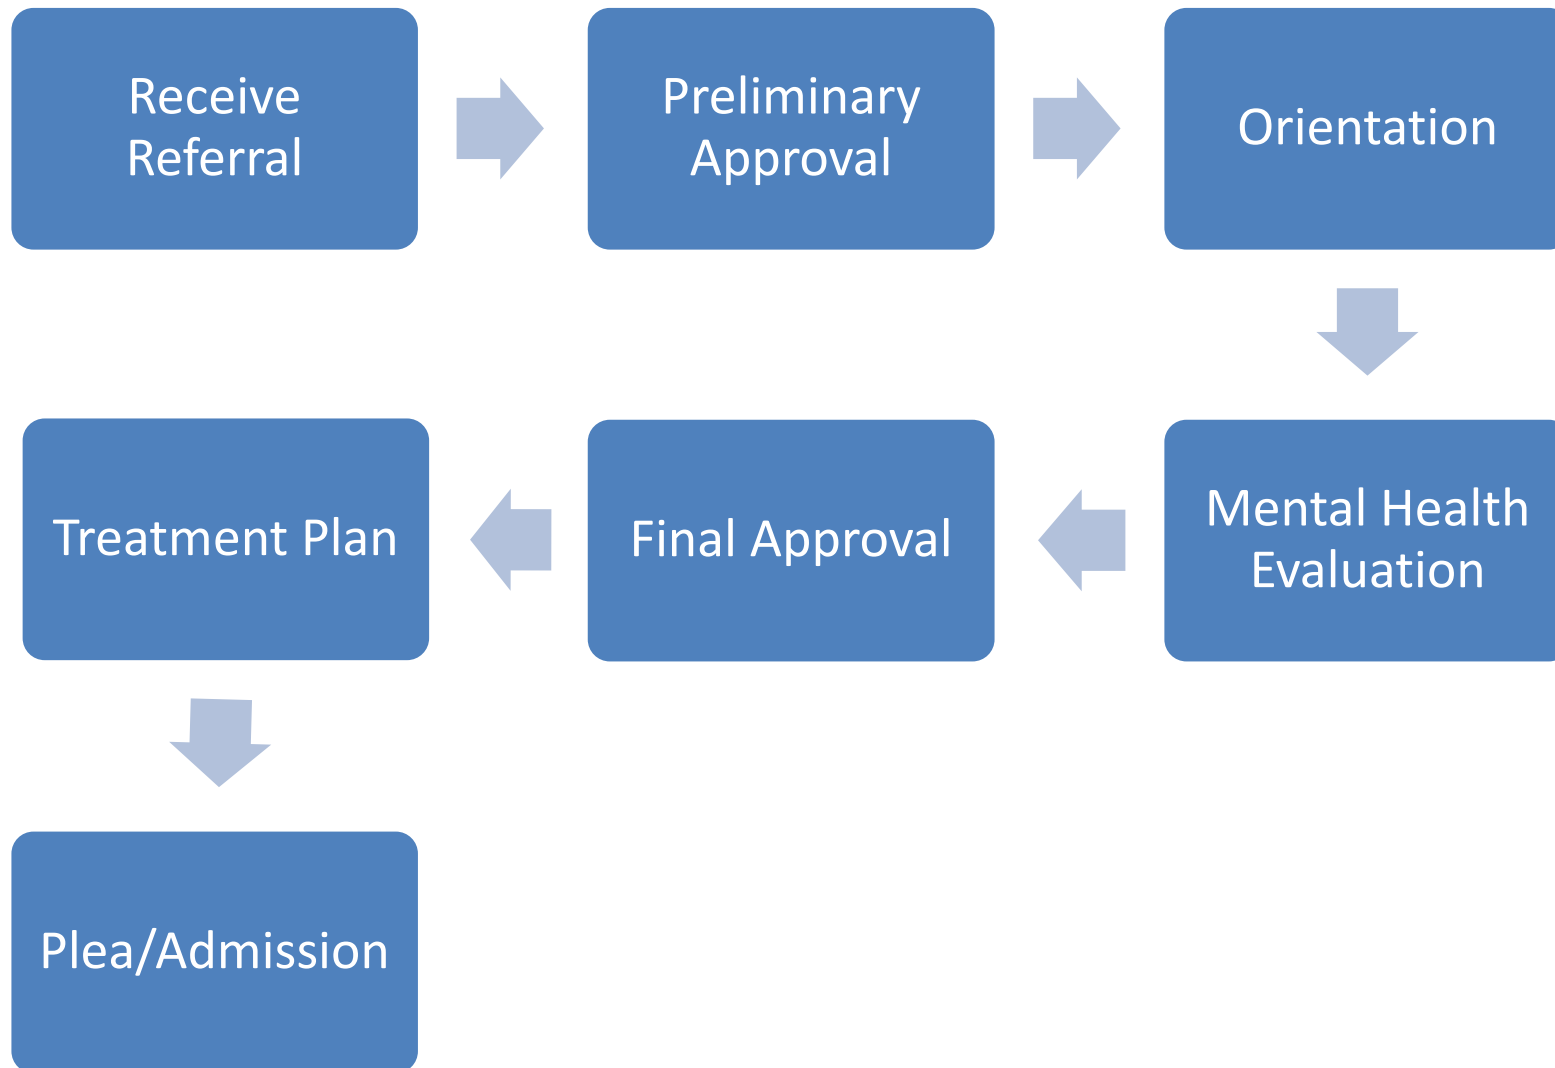 Receive
Referral
Preliminary
Approval
Orientation
Mental Health
Evaluation
Final Approval
Treatment Plan
Plea/Admission